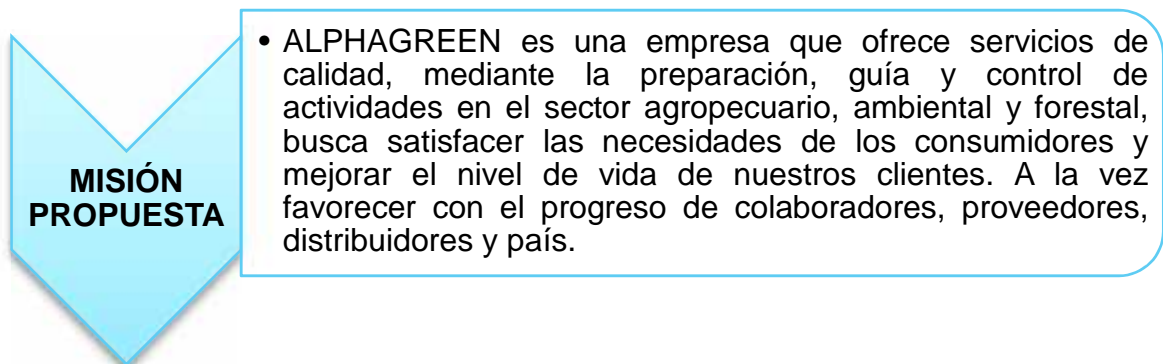 MISIÓN
PROPUESTA
• ALPHAGREEN es una empresa que ofrece servicios de
calidad, mediante la preparación, guía y control de
actividades en el sector agropecuario, ambiental y forestal,
busca satisfacer las necesidades de los consumidores y
mejorar el nivel de vida de nuestros clientes. A la vez
favorecer con el progreso de colaboradores, proveedores,
distribuidores y país.